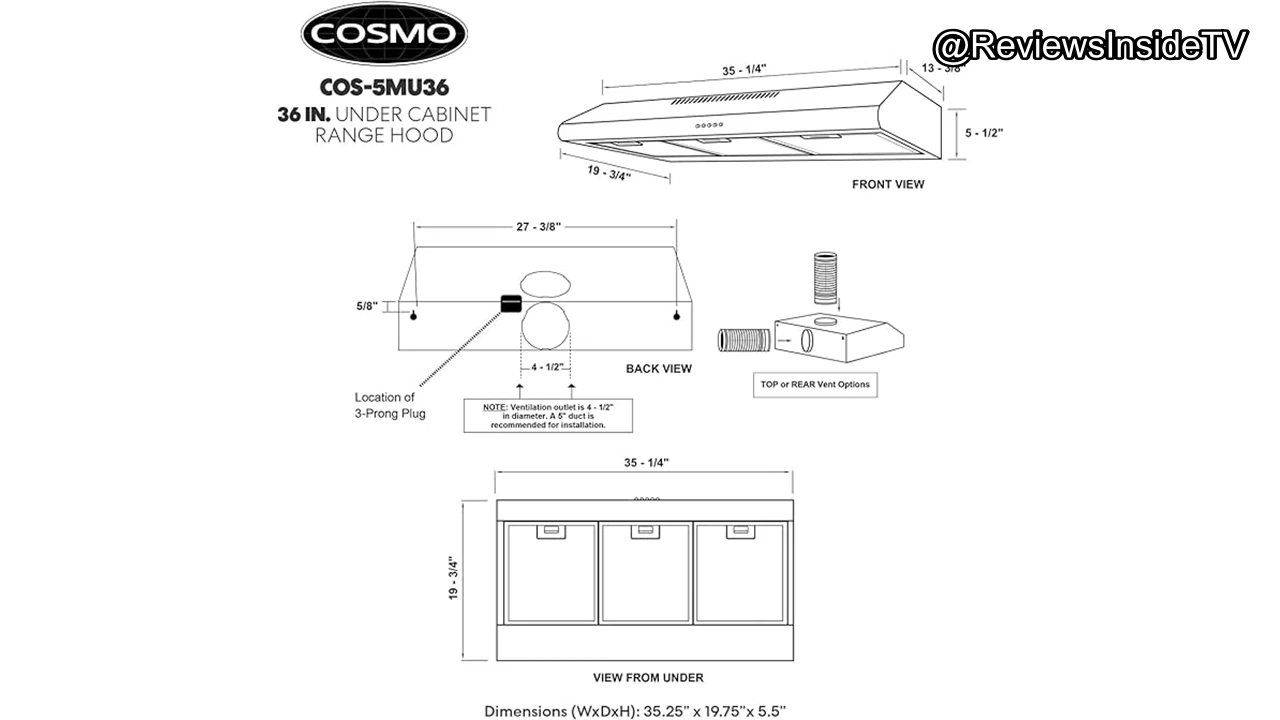 COSMO
COS-5MU36
36 IN. UNDER CABINET
RANGE HOOD
@ReviewsInsideTV
35 - 1/4"
13 - 3/8"
5 - 1/2"
19 - 3/4"
FRONT VIEW
27 - 3/8"
5/8"
4 - 1/2"
BACK VIEW
Location of
3-Prong Plug
NOTE: Ventilation outlet is 4 - 1/2"
in diameter. A 5" duct is
recommended for installation.
TOP or REAR Vent Options
35 - 1/4"
19 - 3/4"
VIEW FROM UNDER
Dimensions (WxDxH): 35.25" x 19.75"x 5.5"